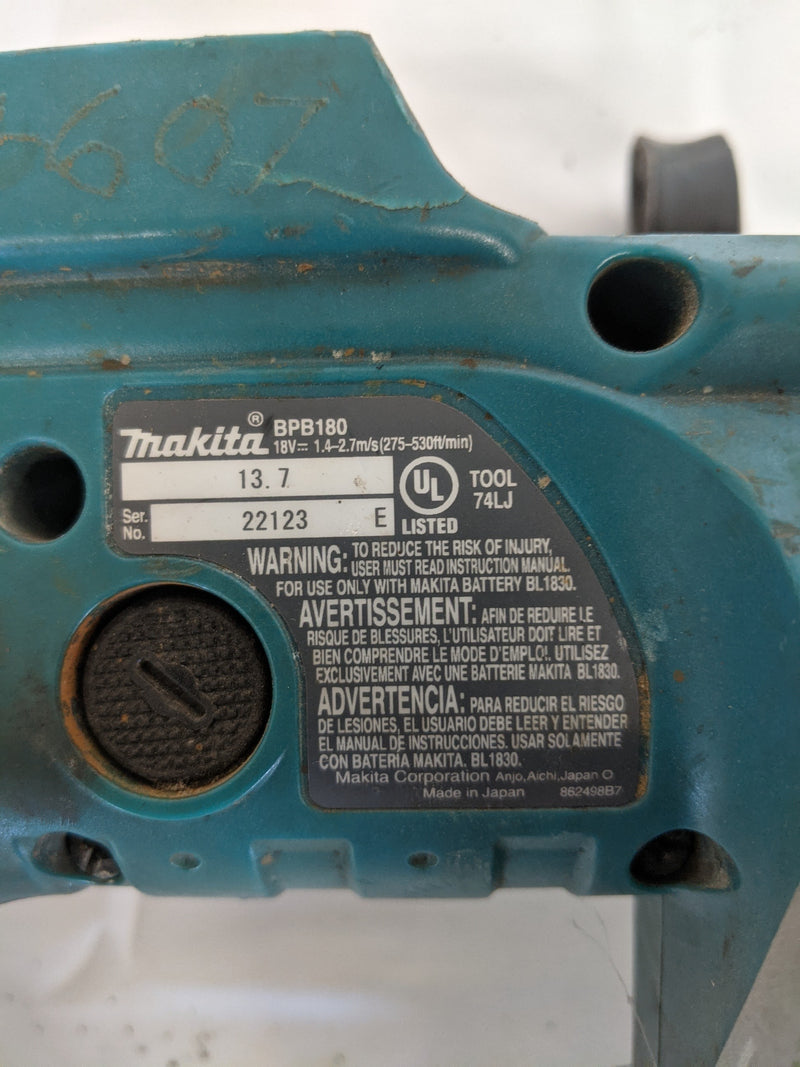 6607
makita® BPB180
18V⎓ 1.4–2.7m/s(275–530ft/min)
13.7
UL
LISTED
TOOL
74LJ
Ser.
No. 22123 E
WARNING: TO REDUCE THE RISK OF INJURY,
USER MUST READ INSTRUCTION MANUAL.
FOR USE ONLY WITH MAKITA BATTERY BL1830.
AVERTISSEMENT: AFIN DE REDUIRE LE
RISQUE DE BLESSURES, L'UTILISATEUR DOIT LIRE ET
BIEN COMPRENDRE LE MODE D'EMPLOI. UTILISEZ
EXCLUSIVEMENT AVEC UNE BATTERIE MAKITA BL1830.
ADVERTENCIA: PARA REDUCIR EL RIESGO
DE LESIONES, EL USUARIO DEBE LEER Y ENTENDER
EL MANUAL DE INSTRUCCIONES. USAR SOLAMENTE
CON BATERÍA MAKITA. BL1830.
Makita Corporation Anjo,Aichi,Japan O
Made in Japan 862498B7